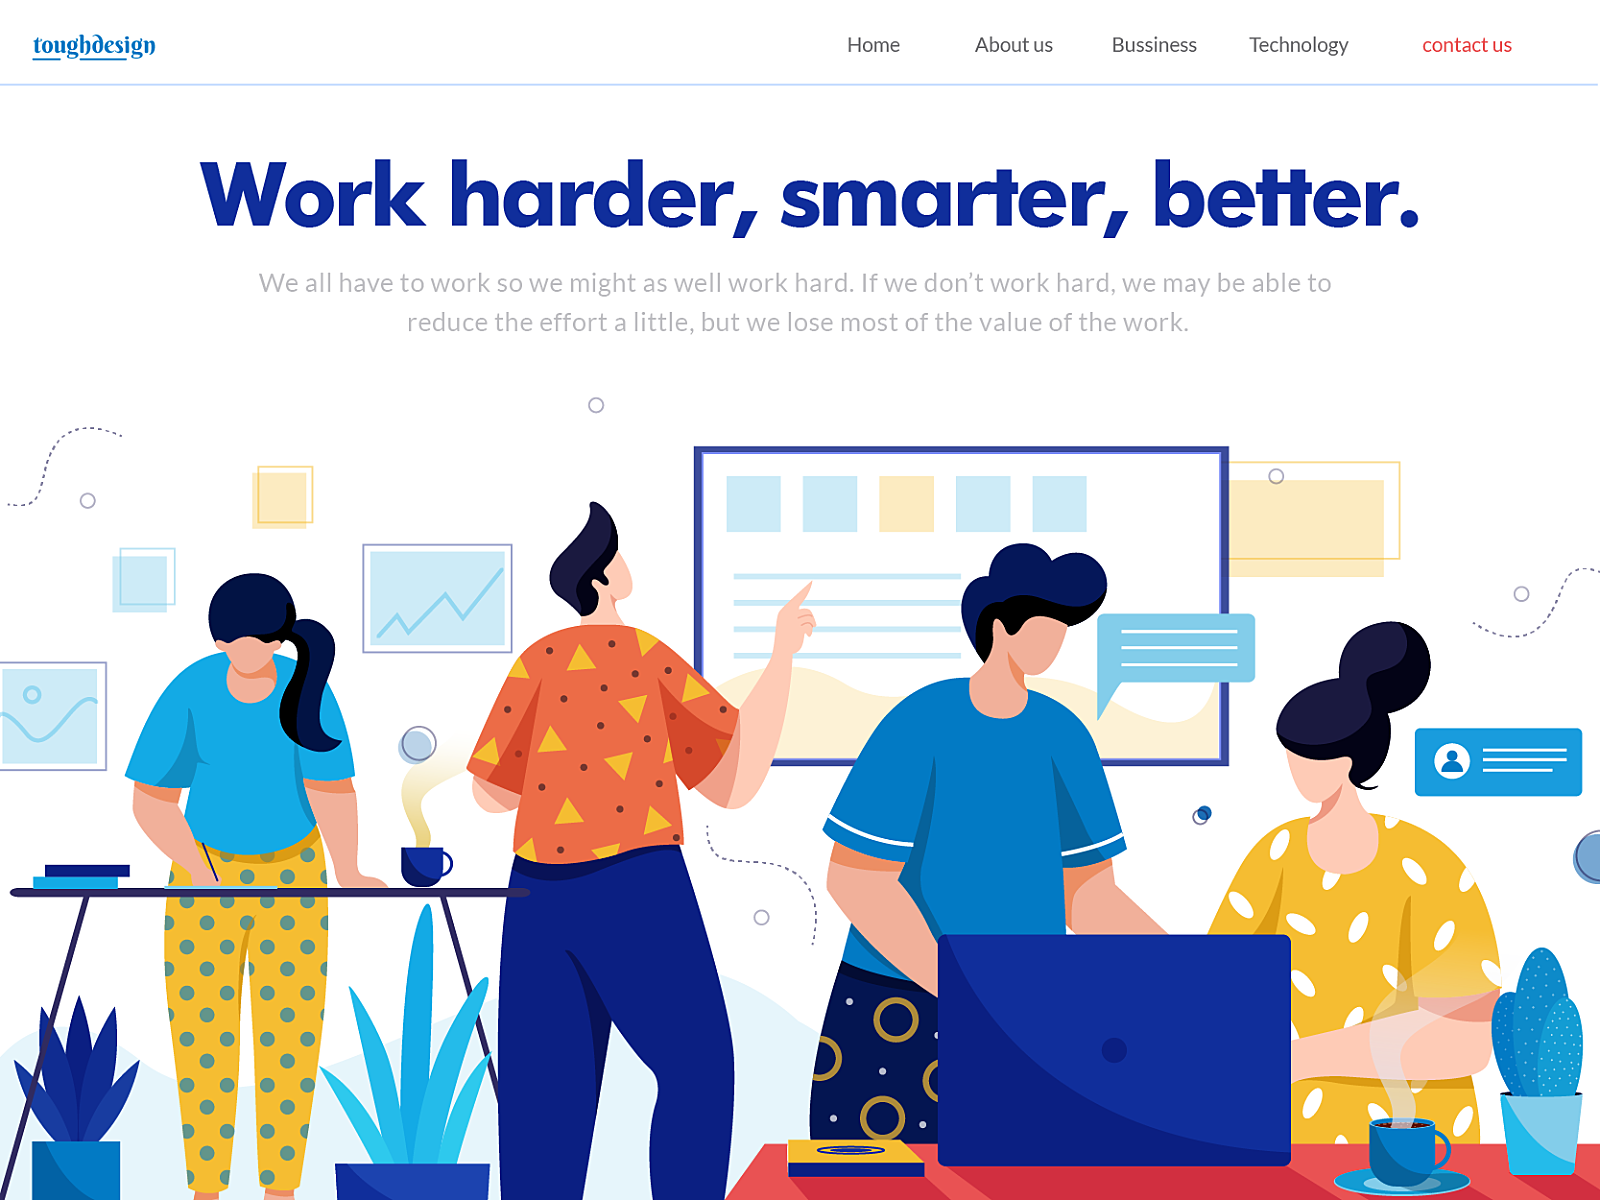 toughdesign
Home About us Bussiness Technology contact us
Work harder, smarter, better.
We all have to work so we might as well work hard. If we don’t work hard, we may be able to
reduce the effort a little, but we lose most of the value of the work.